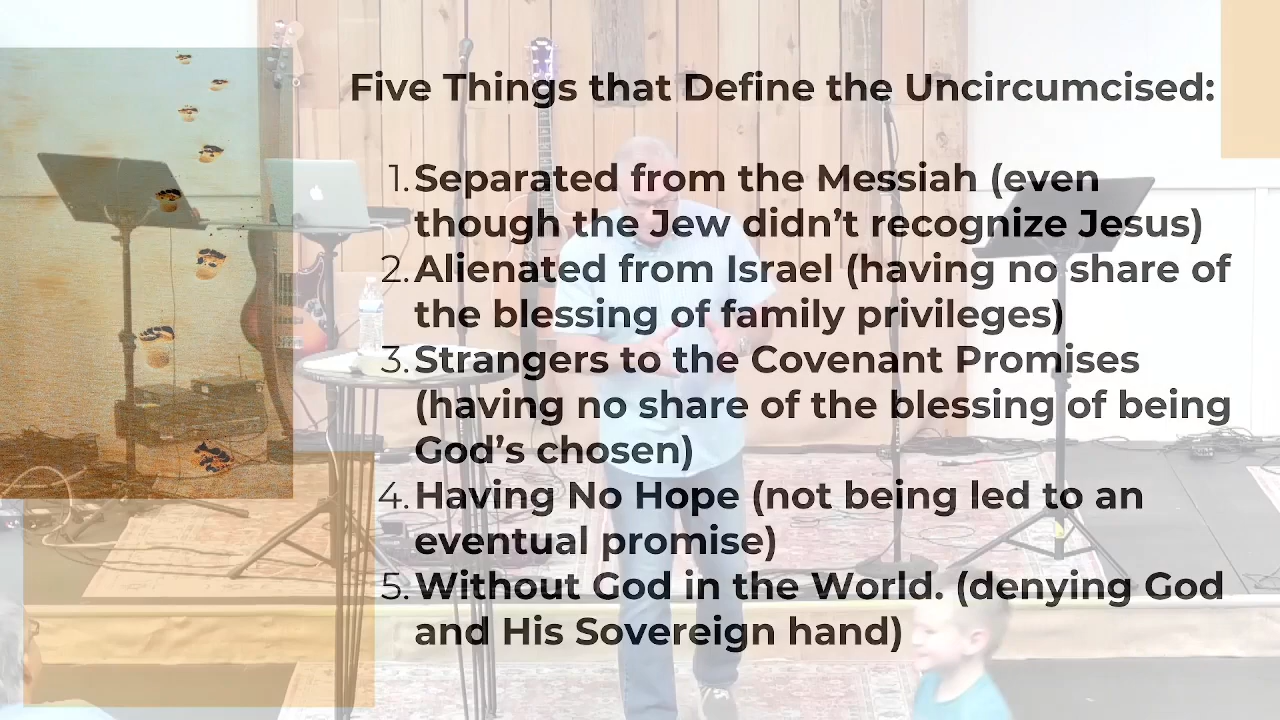 Five Things that Define the Uncircumcised:
1. Separated from the Messiah (even
though the Jew didn't recognize Jesus)
2. Alienated from Israel (having no share of
the blessing of family privileges)
3. Strangers to the Covenant Promises
(having no share of the blessing of being
God's chosen)
4. Having No Hope (not being led to an
eventual promise)
5. Without God in the World. (denying God
and His Sovereign hand)